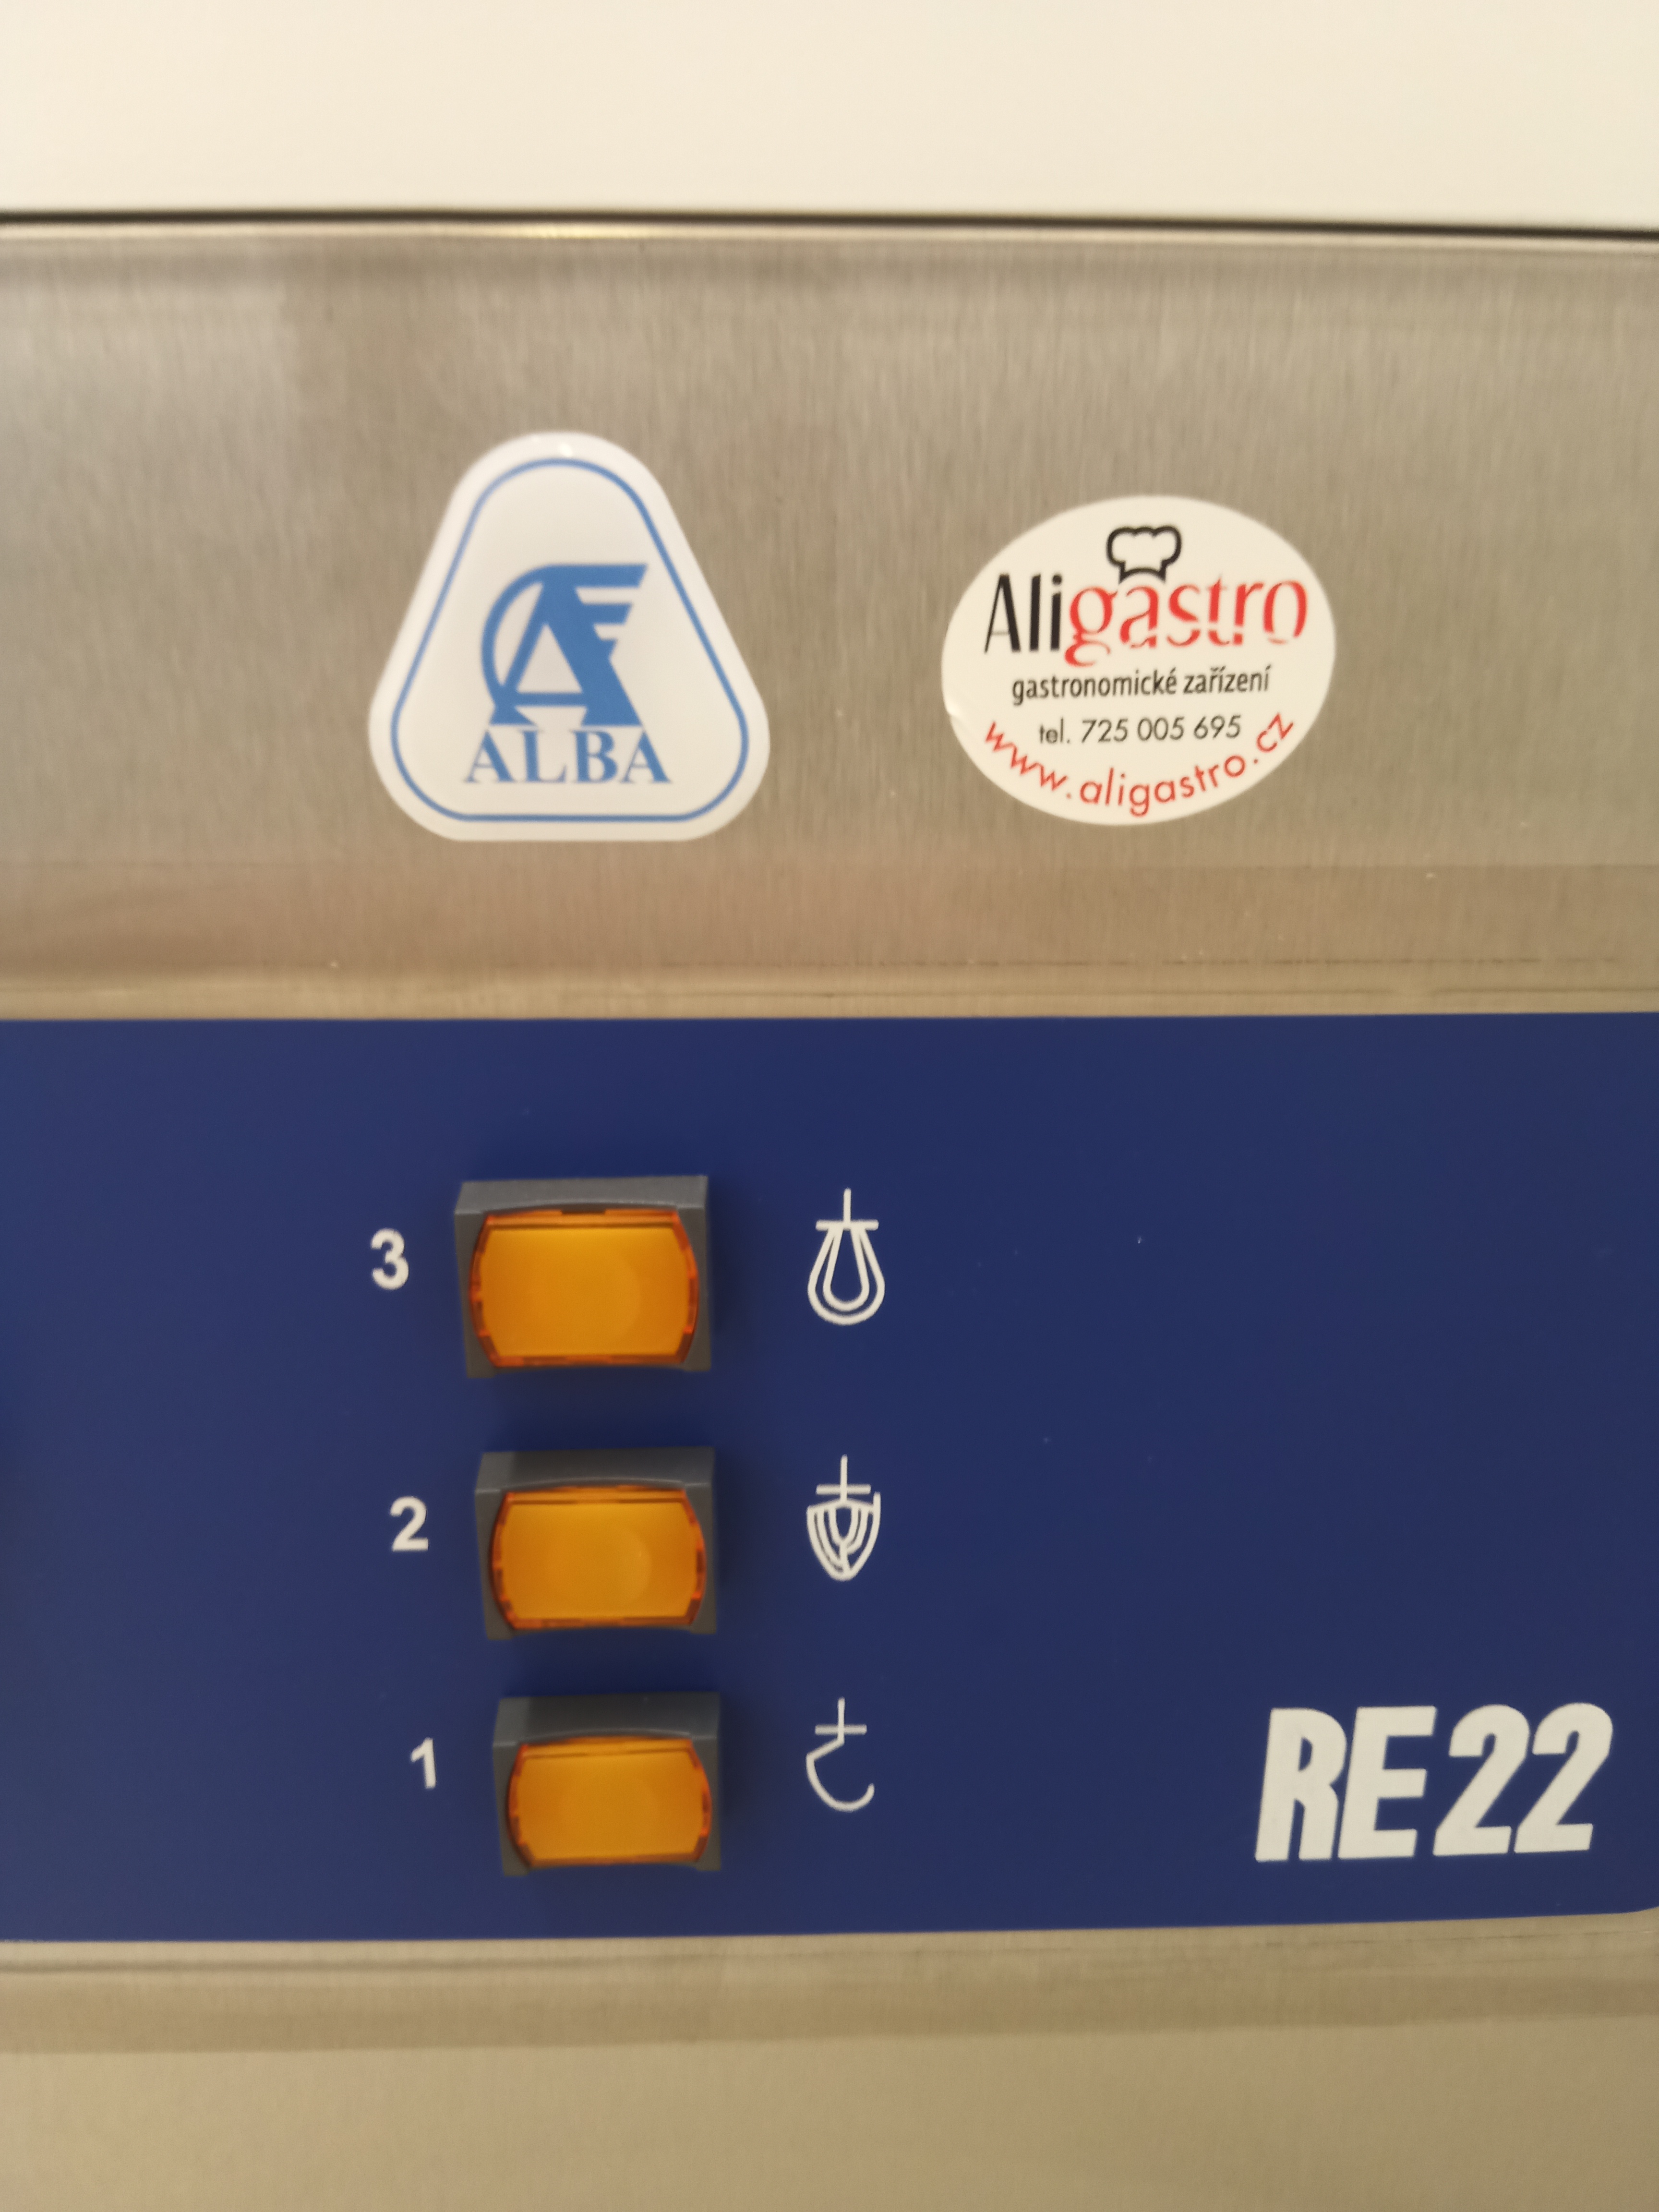 ALBA
Aligastro
gastronomické zařízení
tel. 725 005 695
www.aligastro.cz
3
2
1
RE22